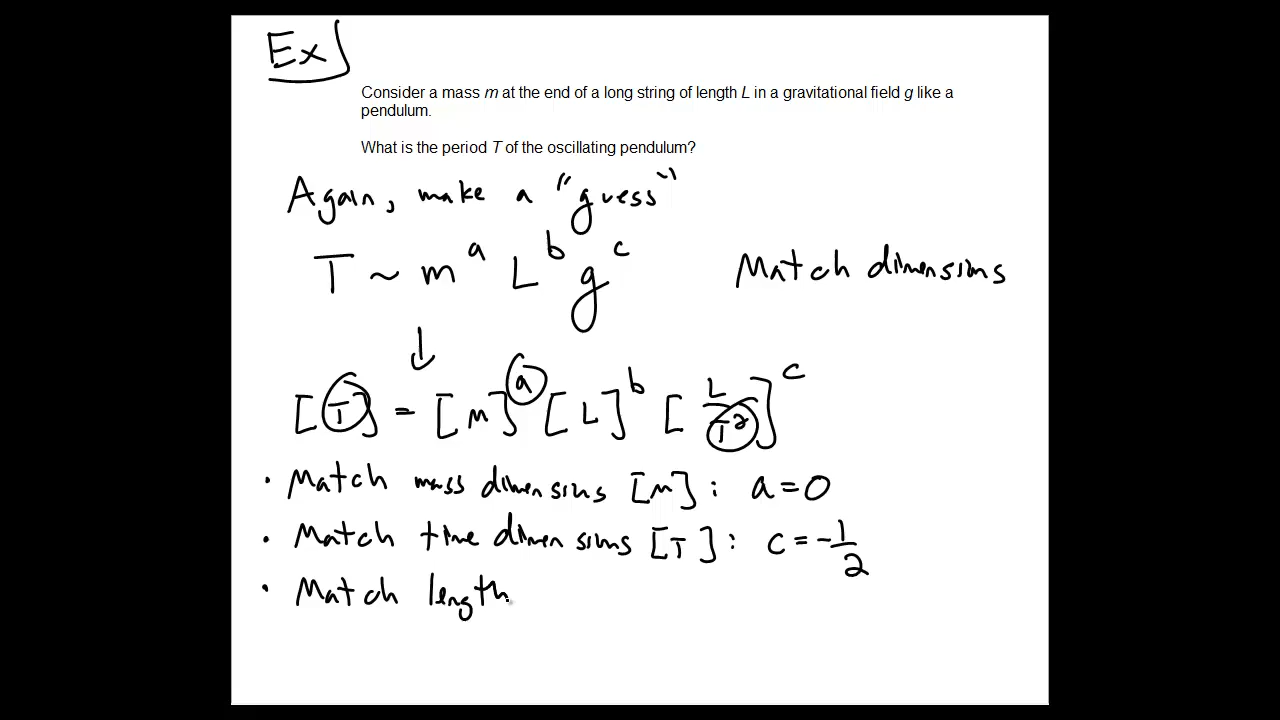 Ex
Consider a mass m at the end of a long string of length L in a gravitational field g like a
pendulum.
What is the period T of the oscillating pendulum?
Again, make a "guess"
T ~ m^a L^b g^c
Match dimensions
↓
[T] = [M]^a [L]^b [L/T^2]^c
• Match mass dimensions [M]: a = 0
• Match time dimensions [T]: c = -1/2
• Match length